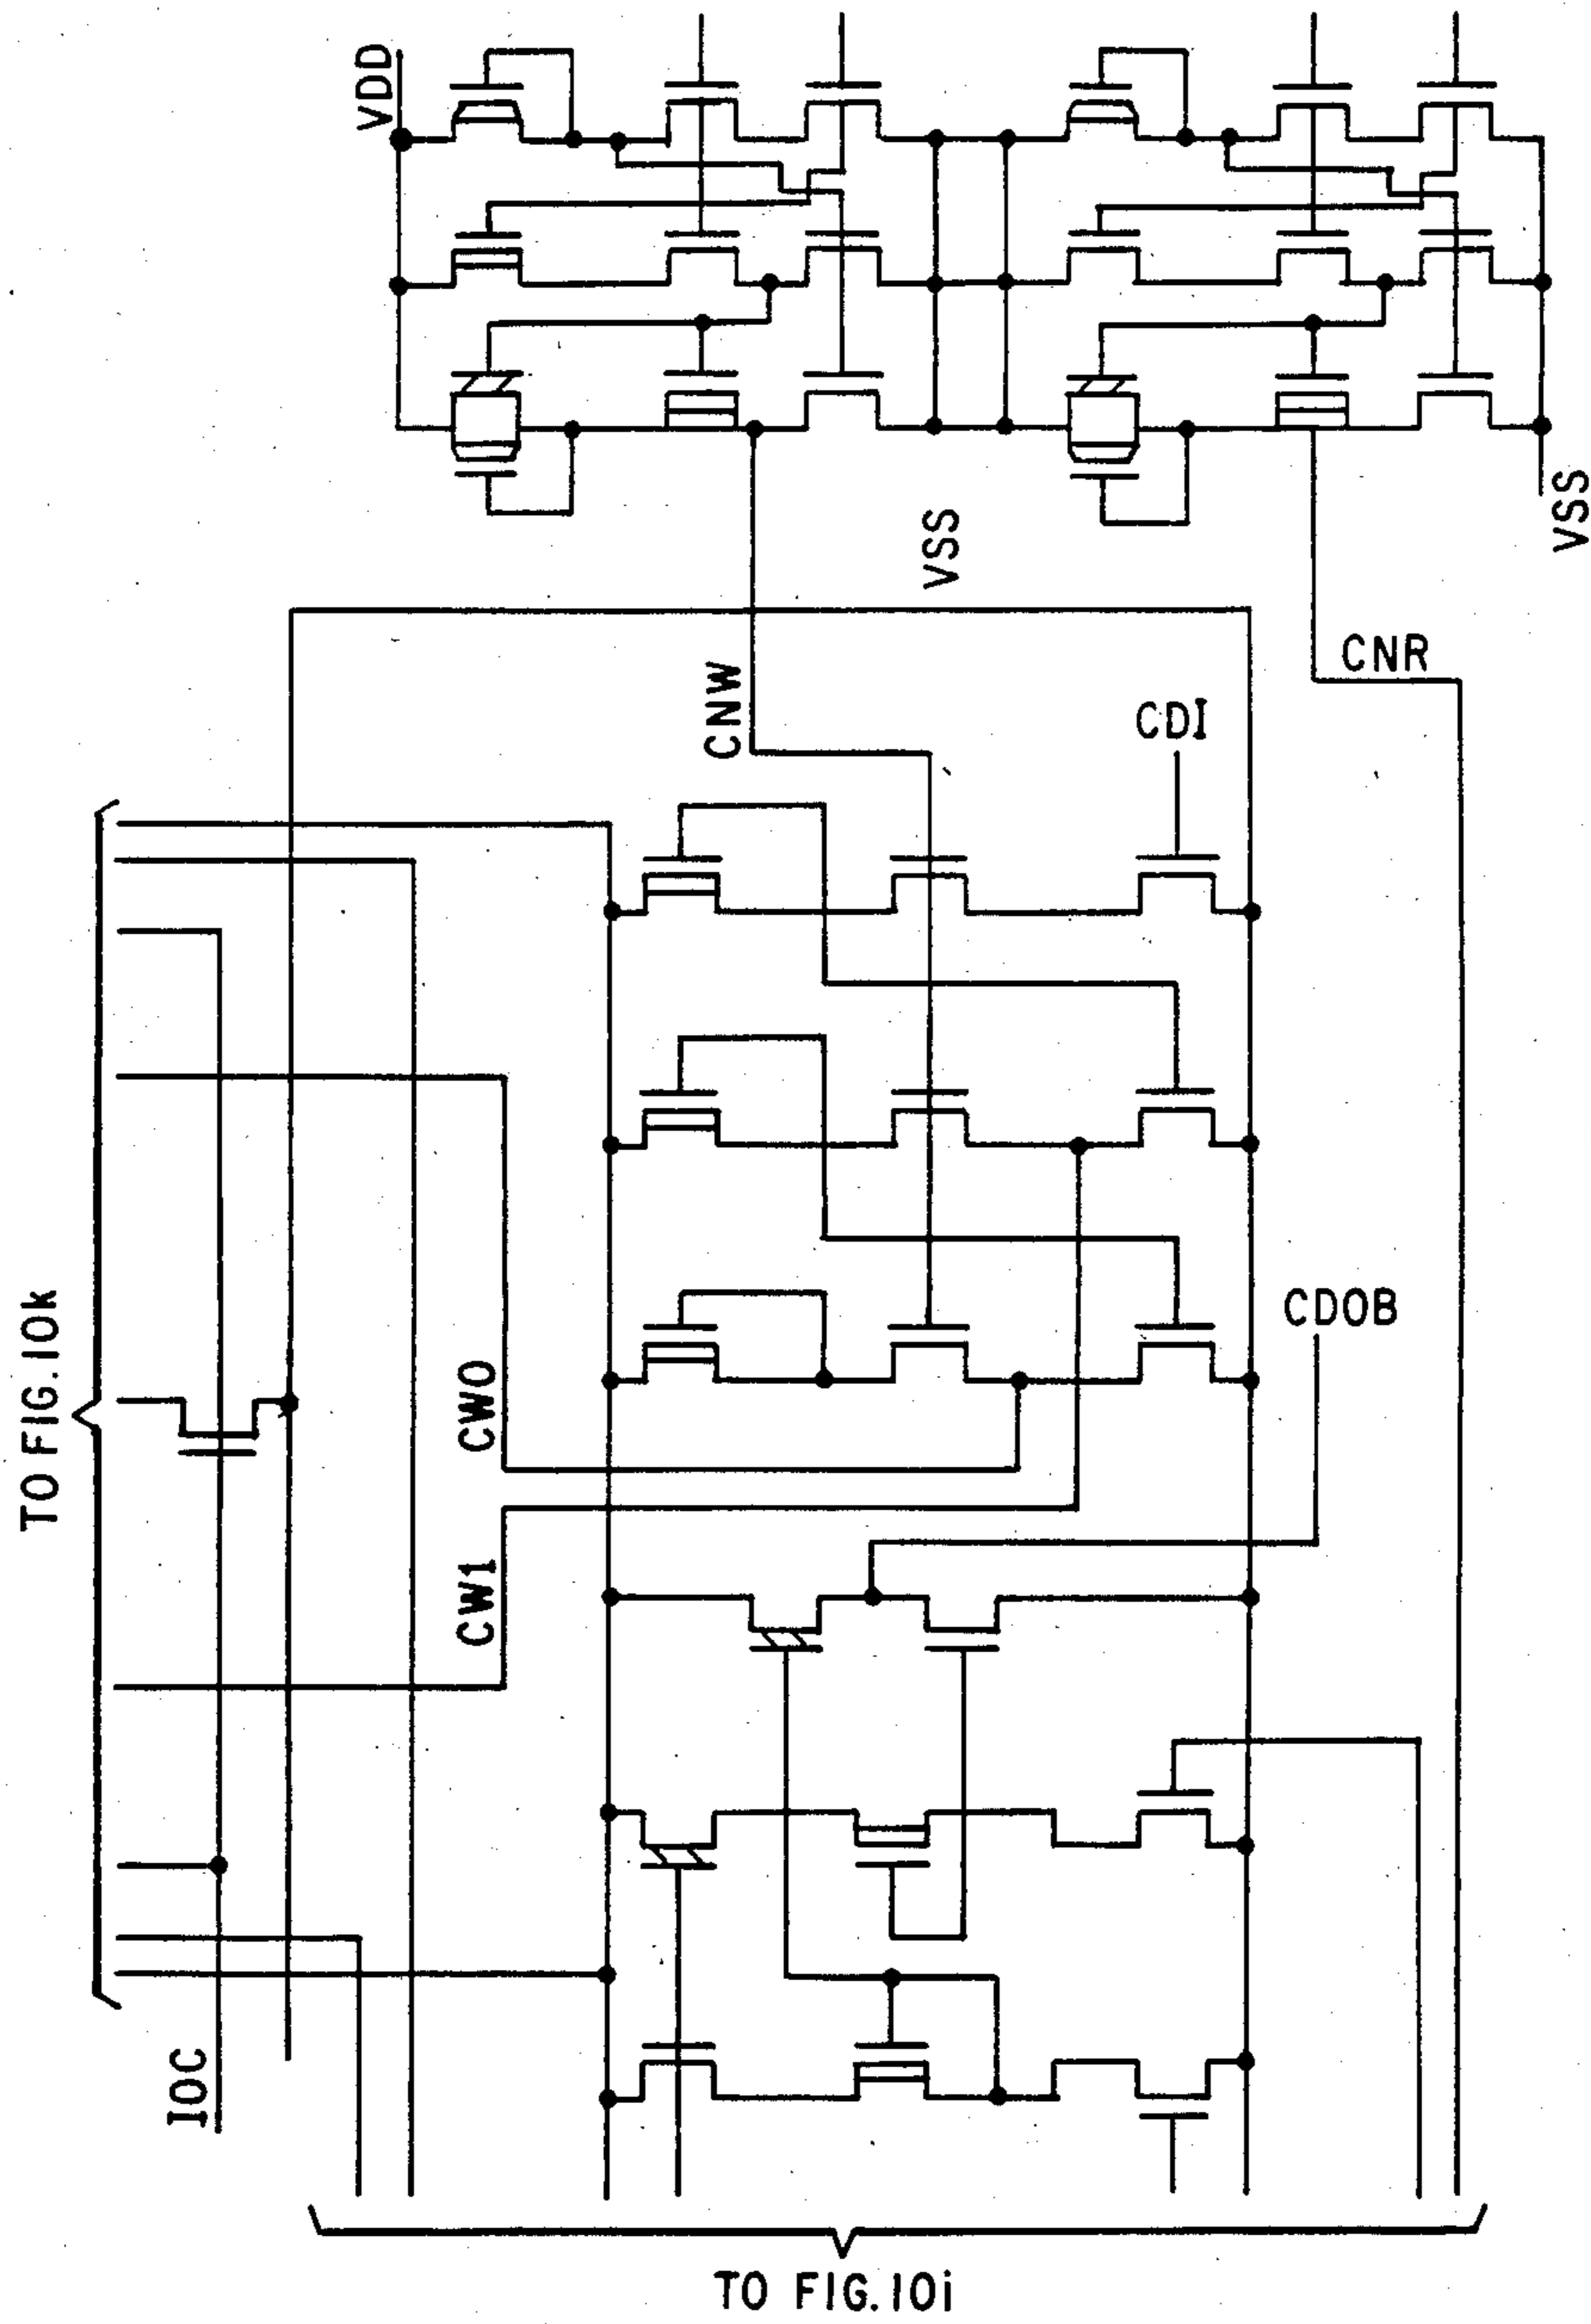 VDD
VSS
VSS
CNW
CNR
CDI
TO FIG. 10k
CW0
CDOB
CW1
IOC
TO FIG. 10i